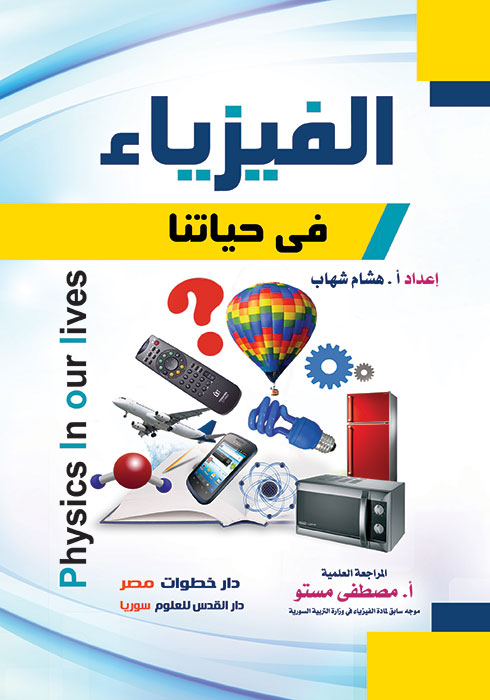 الفيزياء
فى حياتنا
إعداد أ. هشام شهاب
Physics In our lives
المراجعة العلمية
أ. مصطفى مستو
موجه سابق لمادة الفيزياء في وزارة التربية السورية
دار خطوات مصر
دار القدس للعلوم سوريا